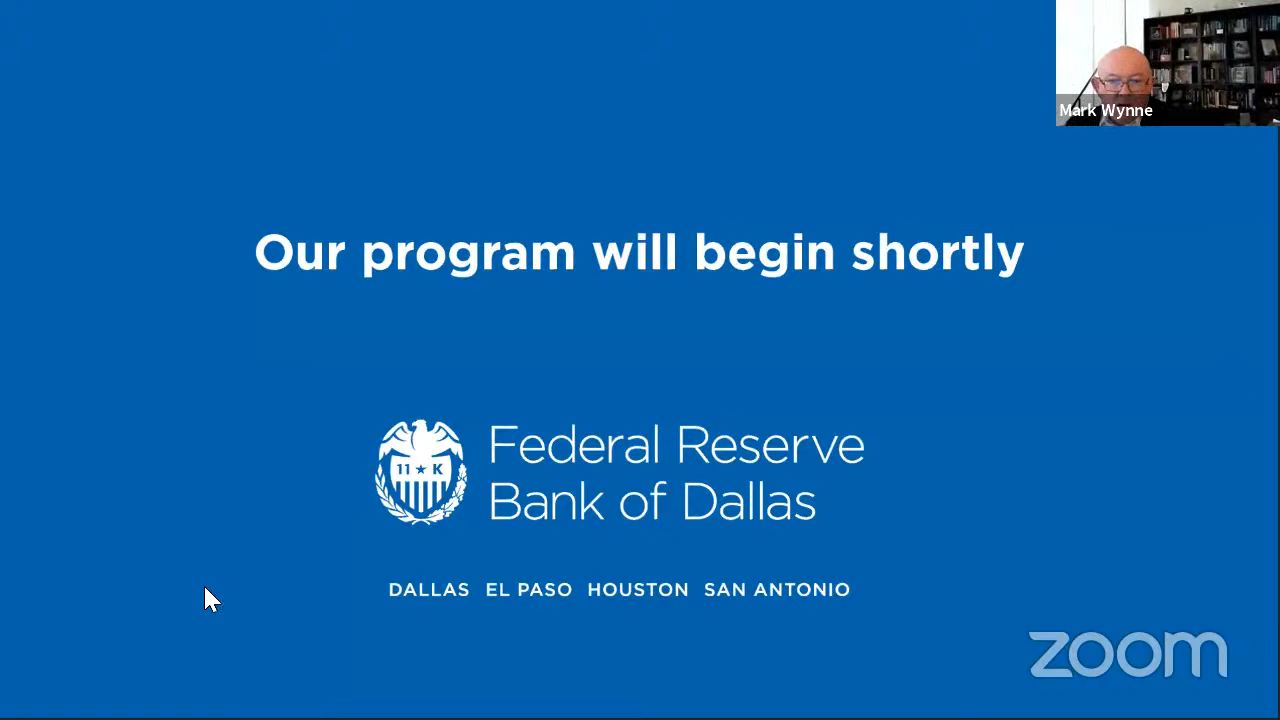 Mark Wynne
Our program will begin shortly
11★K
Federal Reserve
Bank of Dallas
DALLAS EL PASO HOUSTON SAN ANTONIO
zoom